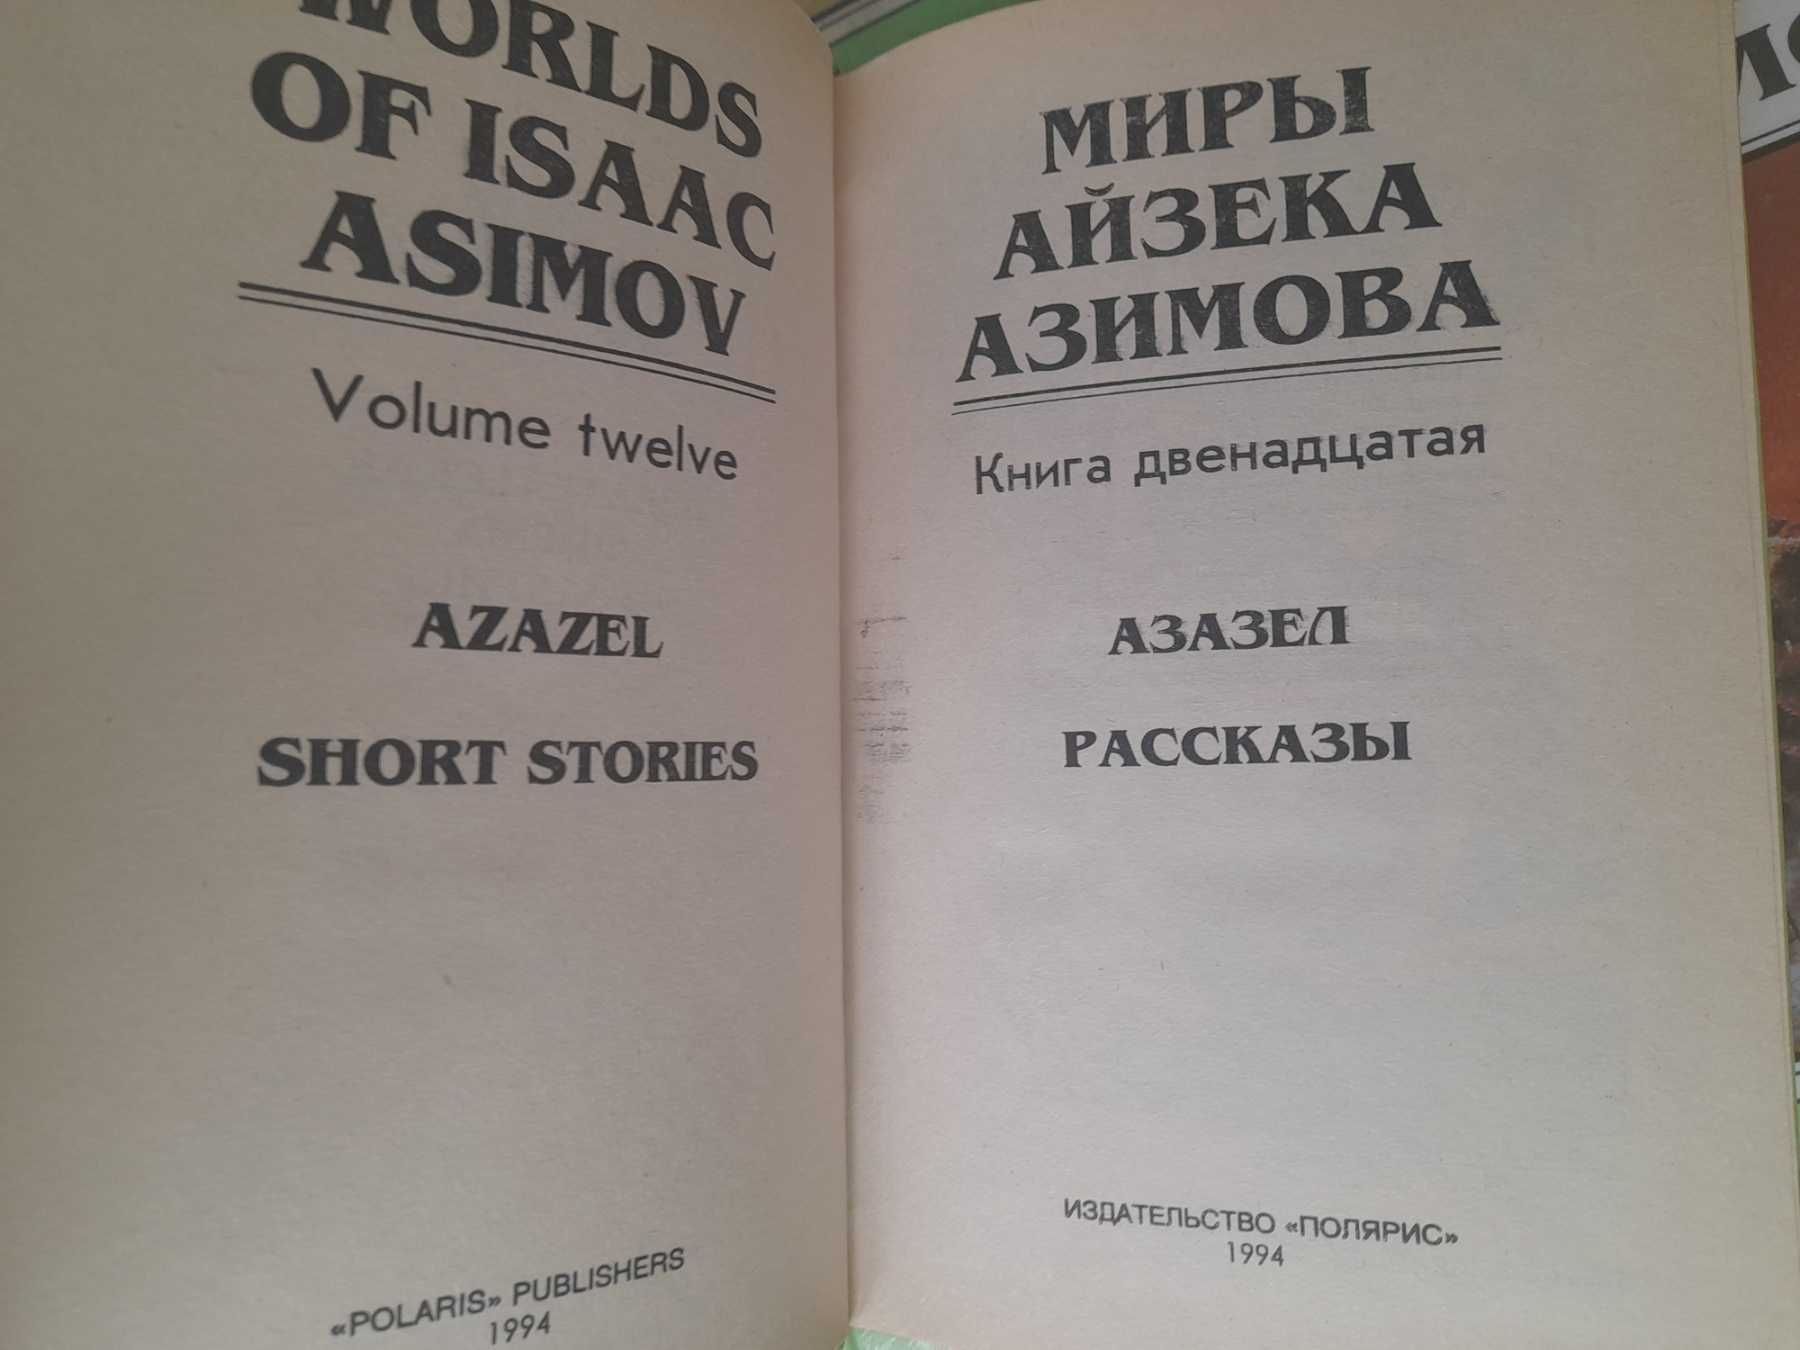 WORLDS
OF ISAAC
ASIMOV
Volume twelve
AZAZEL
SHORT STORIES
«POLARIS» PUBLISHERS
1994
МИРЫ
АЙЗЕКА
АЗИМОВА
Книга двенадцатая
АЗАЗЕЛ
РАССКАЗЫ
ИЗДАТЕЛЬСТВО «ПОЛЯРИС»
1994